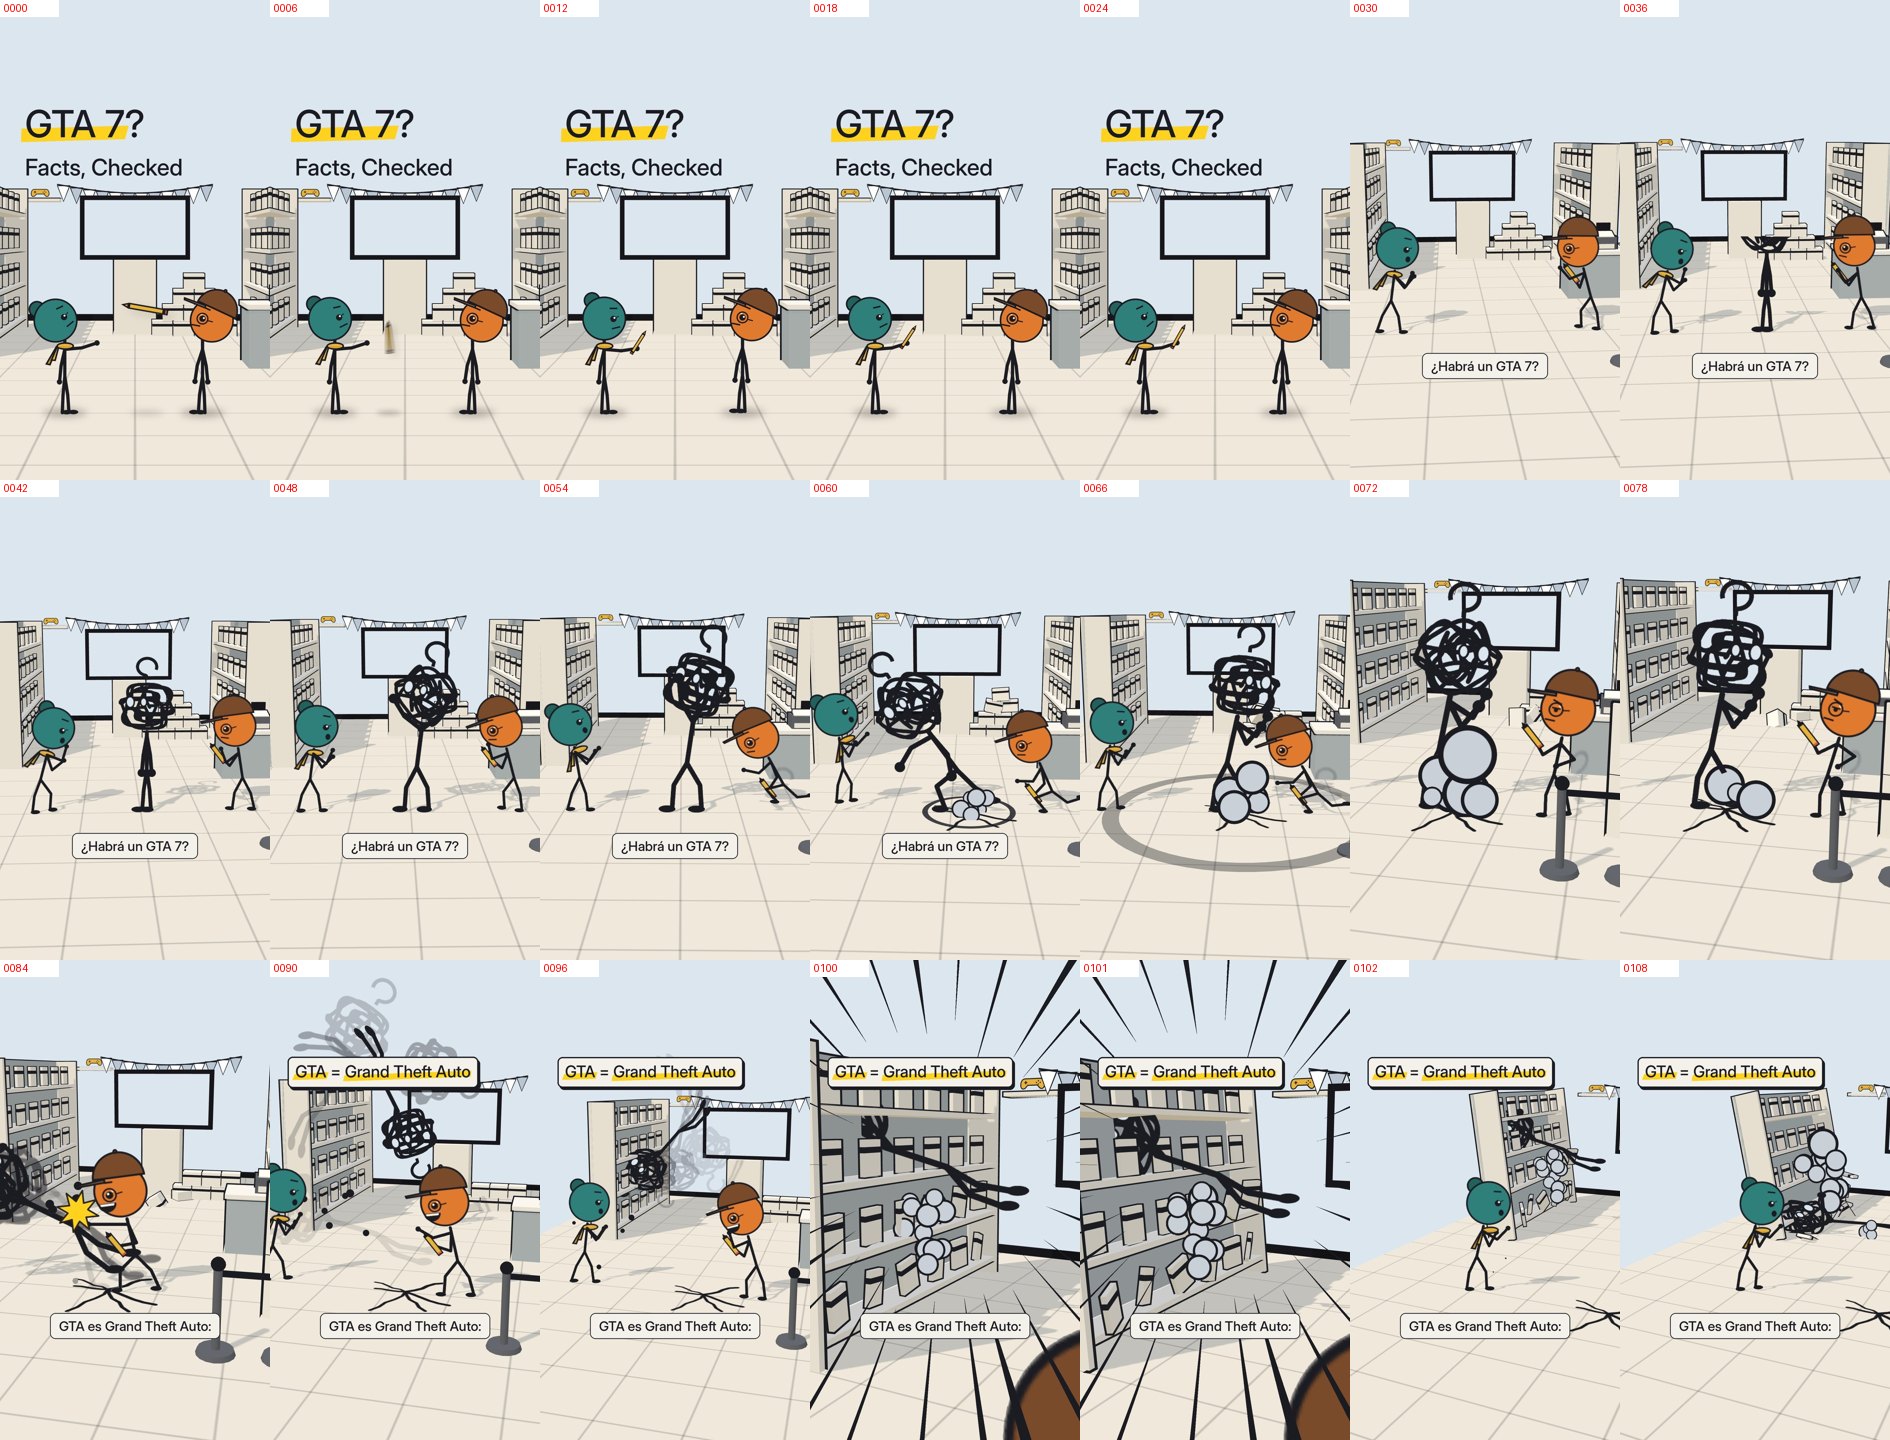 0000
GTA 7?
Facts, Checked
0006
GTA 7?
Facts, Checked
0012
GTA 7?
Facts, Checked
0018
GTA 7?
Facts, Checked
0024
GTA 7?
Facts, Checked
0030
¿Habrá un GTA 7?
0036
¿Habrá un GTA 7?
0042
¿Habrá un GTA 7?
0048
¿Habrá un GTA 7?
0054
¿Habrá un GTA 7?
0060
¿Habrá un GTA 7?
0066
0072
0078
0084
GTA es Grand Theft Auto:
0090
GTA = Grand Theft Auto
GTA es Grand Theft Auto:
0096
GTA = Grand Theft Auto
GTA es Grand Theft Auto:
0100
GTA = Grand Theft Auto
GTA es Grand Theft Auto:
0101
GTA = Grand Theft Auto
GTA es Grand Theft Auto:
0102
GTA = Grand Theft Auto
GTA es Grand Theft Auto:
0108
GTA = Grand Theft Auto
GTA es Grand Theft Auto: